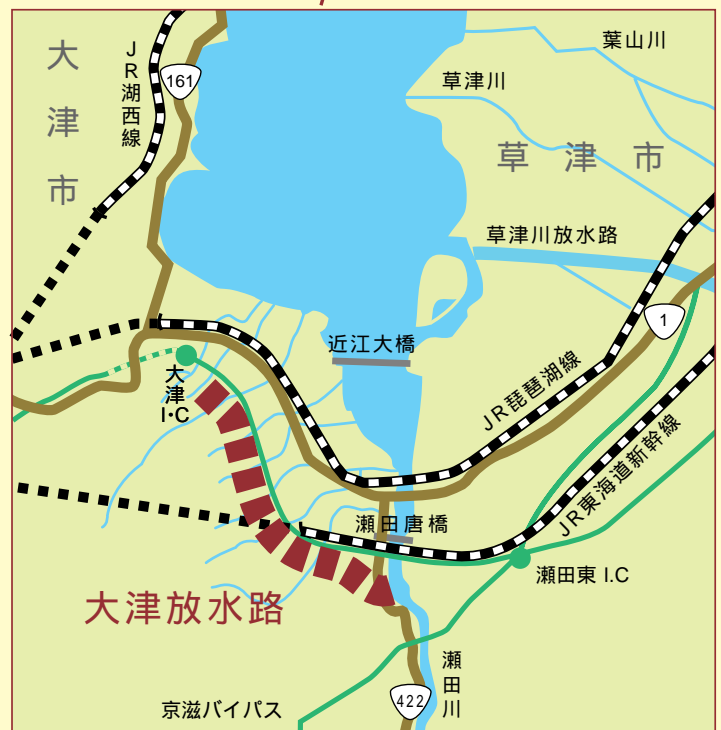 大津市
JR湖西線
161
葉山川
草津川
草津市
草津川放水路
1
近江大橋
大津
I・C
JR琵琶湖線
JR東海道新幹線
瀬田唐橋
瀬田東 I.C
大津放水路
瀬田川
422
京滋バイパス